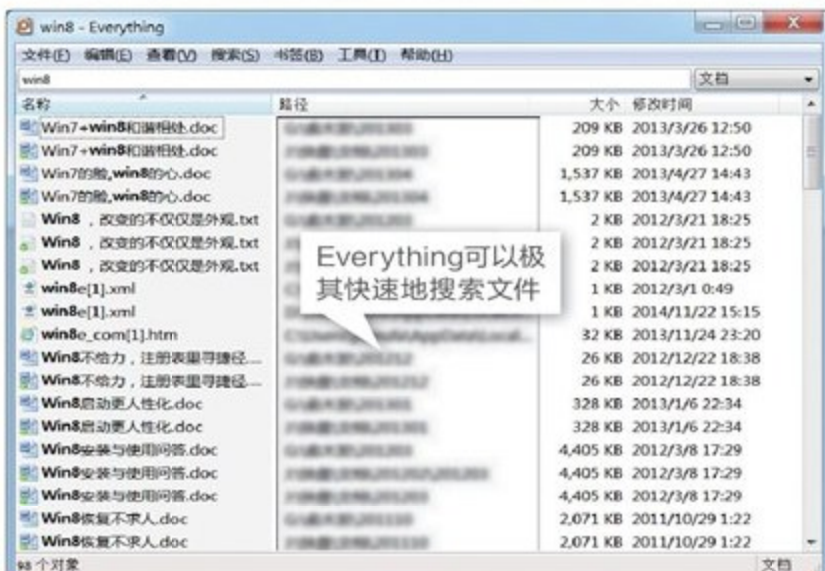 win8 - Everything
文件(F) 编辑(E) 查看(V) 搜索(S) 书签(B) 工具(T) 帮助(H)
win8 文档
名称 路径 大小 修改时间
Win7+win8和谐相处.doc 209 KB 2013/3/26 12:50
Win7+win8和谐相处.doc 209 KB 2013/3/26 12:50
Win7的脸,win8的心.doc 1,537 KB 2013/4/27 14:43
Win7的脸,win8的心.doc 1,537 KB 2013/4/27 14:43
Win8 ，改变的不仅仅是外观.txt 2 KB 2012/3/21 18:25
Win8 ，改变的不仅仅是外观.txt 2 KB 2012/3/21 18:25
Win8 ，改变的不仅仅是外观.txt 2 KB 2012/3/21 18:25
Everything可以极
其快速地搜索文件
win8e[1].xml 1 KB 2012/3/1 0:49
win8e[1].xml 1 KB 2014/11/22 15:15
win8e_com[1].htm 32 KB 2013/11/24 23:20
Win8不给力，注册表里寻捷径.... 26 KB 2012/12/22 18:38
Win8不给力，注册表里寻捷径.... 26 KB 2012/12/22 18:38
Win8启动更人性化.doc 328 KB 2013/1/6 22:34
Win8启动更人性化.doc 328 KB 2013/1/6 22:34
Win8安装与使用问答.doc 4,405 KB 2012/3/8 17:29
Win8安装与使用问答.doc 4,405 KB 2012/3/8 17:29
Win8安装与使用问答.doc 4,405 KB 2012/3/8 17:29
Win8恢复不求人.doc 2,071 KB 2011/10/29 1:22
Win8恢复不求人.doc 2,071 KB 2011/10/29 1:22
98 个对象 文档